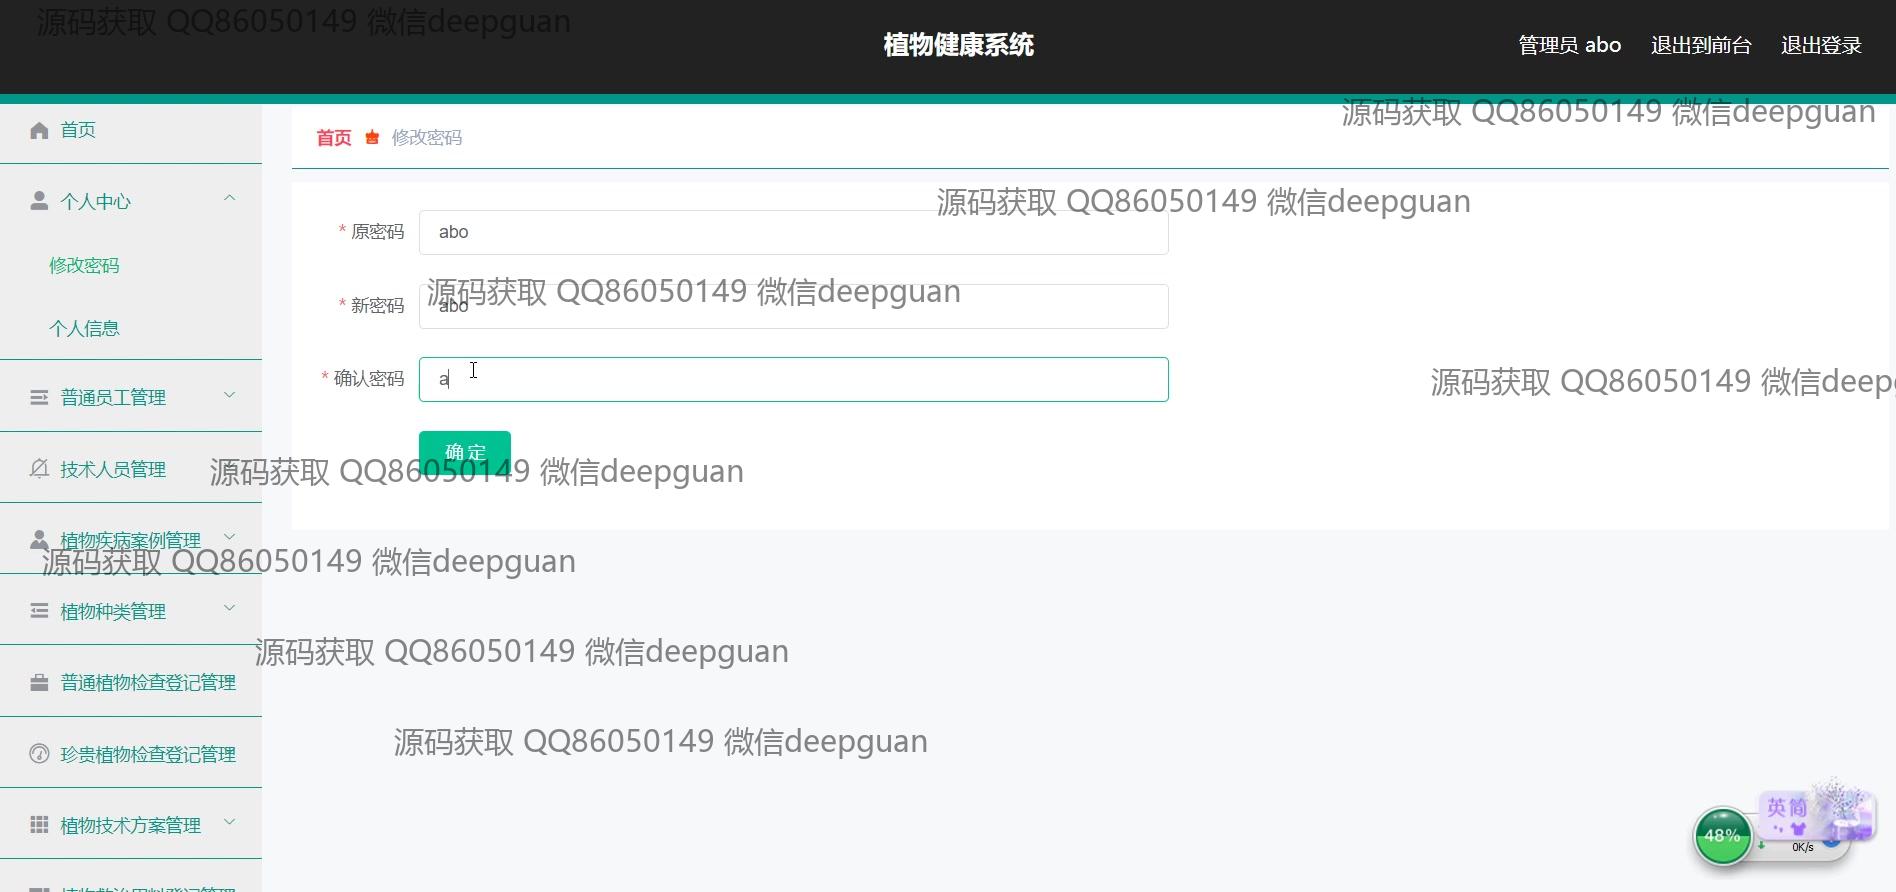 源码获取 QQ86050149 微信deepguan
植物健康系统
管理员 abo 退出到前台 退出登录
源码获取 QQ86050149 微信deepguan
首页
首页 修改密码
个人中心
源码获取 QQ86050149 微信deepguan
* 原密码 abo
修改密码
源码获取 QQ86050149 微信deepguan
* 新密码 abo
个人信息
* 确认密码 a
源码获取 QQ86050149 微信deep
普通员工管理
确定
技术人员管理
源码获取 QQ86050149 微信deepguan
植物疾病案例管理
源码获取 QQ86050149 微信deepguan
植物种类管理
源码获取 QQ86050149 微信deepguan
普通植物检查登记管理
源码获取 QQ86050149 微信deepguan
珍贵植物检查登记管理
英简
植物技术方案管理
48%
0K/s